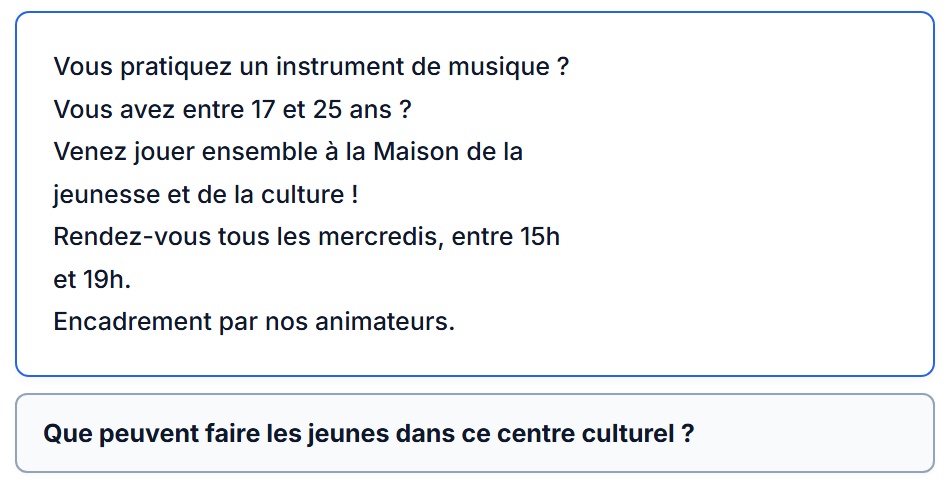 Vous pratiquez un instrument de musique ?
Vous avez entre 17 et 25 ans ?
Venez jouer ensemble à la Maison de la
jeunesse et de la culture !
Rendez-vous tous les mercredis, entre 15h
et 19h.
Encadrement par nos animateurs.
Que peuvent faire les jeunes dans ce centre culturel ?